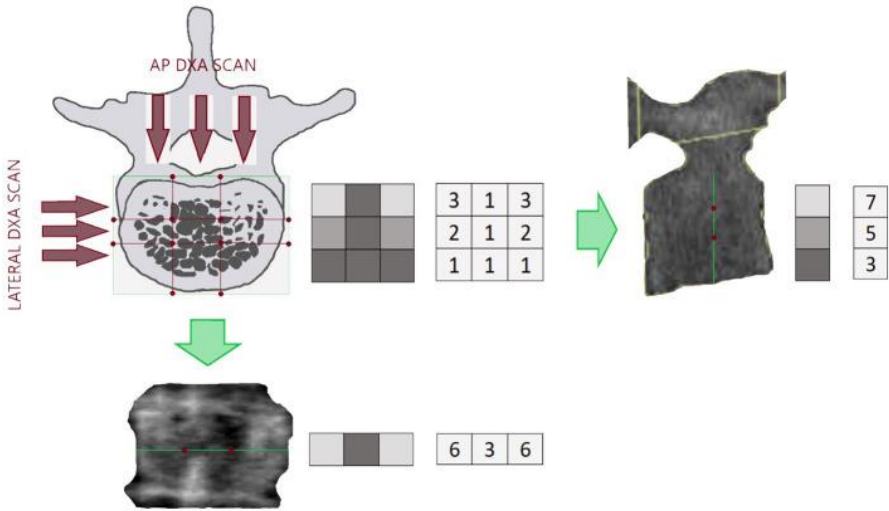 AP DXA SCAN
LATERAL DXA SCAN
3 1 3
2 1 2
1 1 1
7
5
3
6 3 6